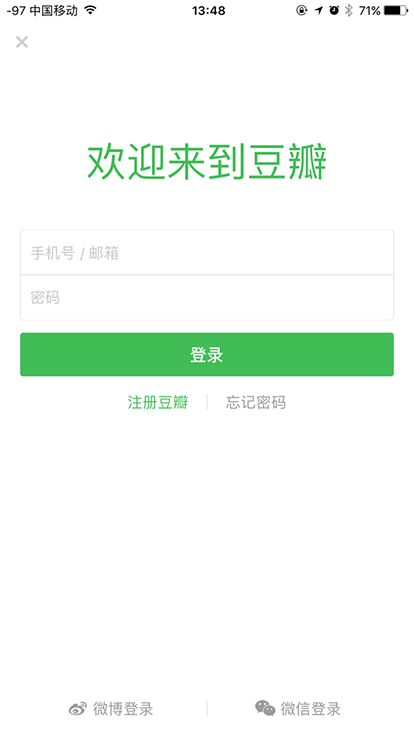 -97 中国移动 13:48 71%
欢迎来到豆瓣
手机号 / 邮箱
密码
登录
注册豆瓣 忘记密码
微博登录 微信登录